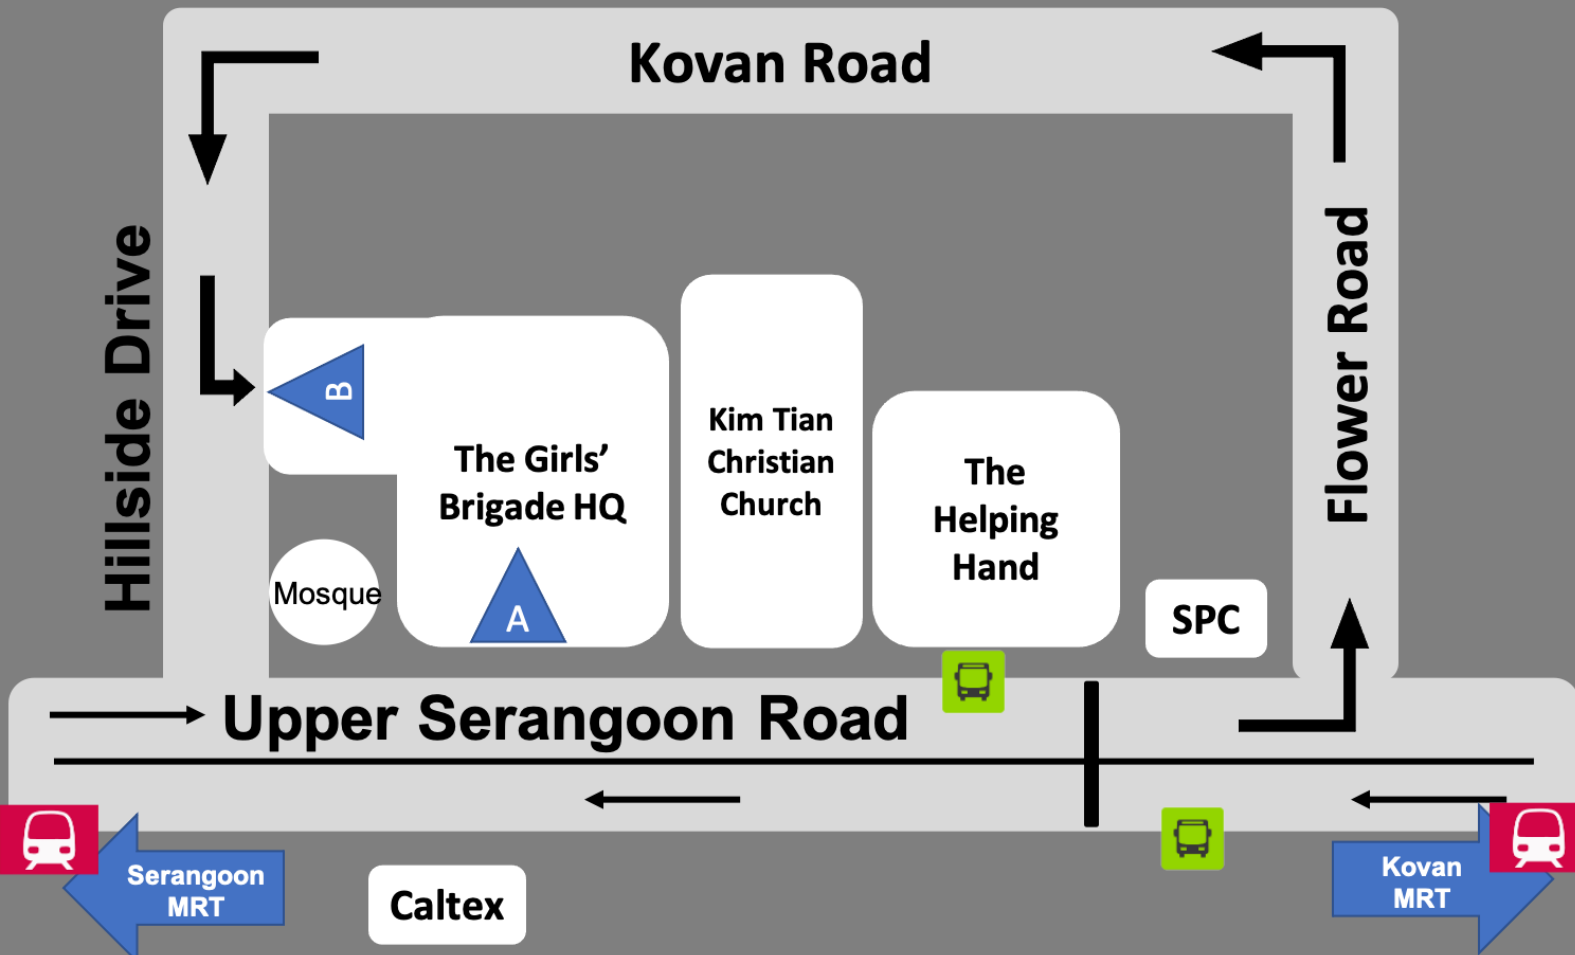 Kovan Road
Hillside Drive
Flower Road
B
The Girls’
Brigade HQ
A
Kim Tian
Christian
Church
The
Helping
Hand
Mosque
SPC
Upper Serangoon Road
Serangoon
MRT
Caltex
Kovan
MRT